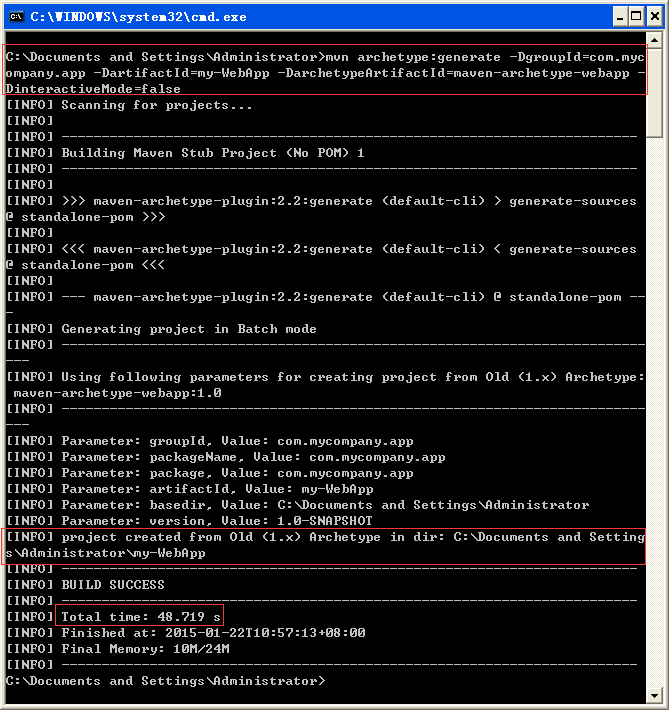 C:\WINDOWS\system32\cmd.exe
C:\Documents and Settings\Administrator>mvn archetype:generate -DgroupId=com.myc
ompany.app -DartifactId=my-WebApp -DarchetypeArtifactId=maven-archetype-webapp -
DinteractiveMode=false
[INFO] Scanning for projects...
[INFO]
[INFO] ------------------------------------------------------------------------
[INFO] Building Maven Stub Project (No POM) 1
[INFO] ------------------------------------------------------------------------
[INFO]
[INFO] >>> maven-archetype-plugin:2.2:generate (default-cli) > generate-sources
@ standalone-pom >>>
[INFO]
[INFO] <<< maven-archetype-plugin:2.2:generate (default-cli) < generate-sources
@ standalone-pom <<<
[INFO]
[INFO] --- maven-archetype-plugin:2.2:generate (default-cli) @ standalone-pom --
-
[INFO] Generating project in Batch mode
[INFO] -------------------------------------------------------------------------
---
[INFO] Using following parameters for creating project from Old (1.x) Archetype:
 maven-archetype-webapp:1.0
[INFO] -------------------------------------------------------------------------
---
[INFO] Parameter: groupId, Value: com.mycompany.app
[INFO] Parameter: packageName, Value: com.mycompany.app
[INFO] Parameter: package, Value: com.mycompany.app
[INFO] Parameter: artifactId, Value: my-WebApp
[INFO] Parameter: basedir, Value: C:\Documents and Settings\Administrator
[INFO] Parameter: version, Value: 1.0-SNAPSHOT
[INFO] project created from Old (1.x) Archetype in dir: C:\Documents and Setting
s\Administrator\my-WebApp
[INFO] ------------------------------------------------------------------------
[INFO] BUILD SUCCESS
[INFO] ------------------------------------------------------------------------
[INFO] Total time: 48.719 s
[INFO] Finished at: 2015-01-22T10:57:13+08:00
[INFO] Final Memory: 10M/24M
[INFO] ------------------------------------------------------------------------
C:\Documents and Settings\Administrator>